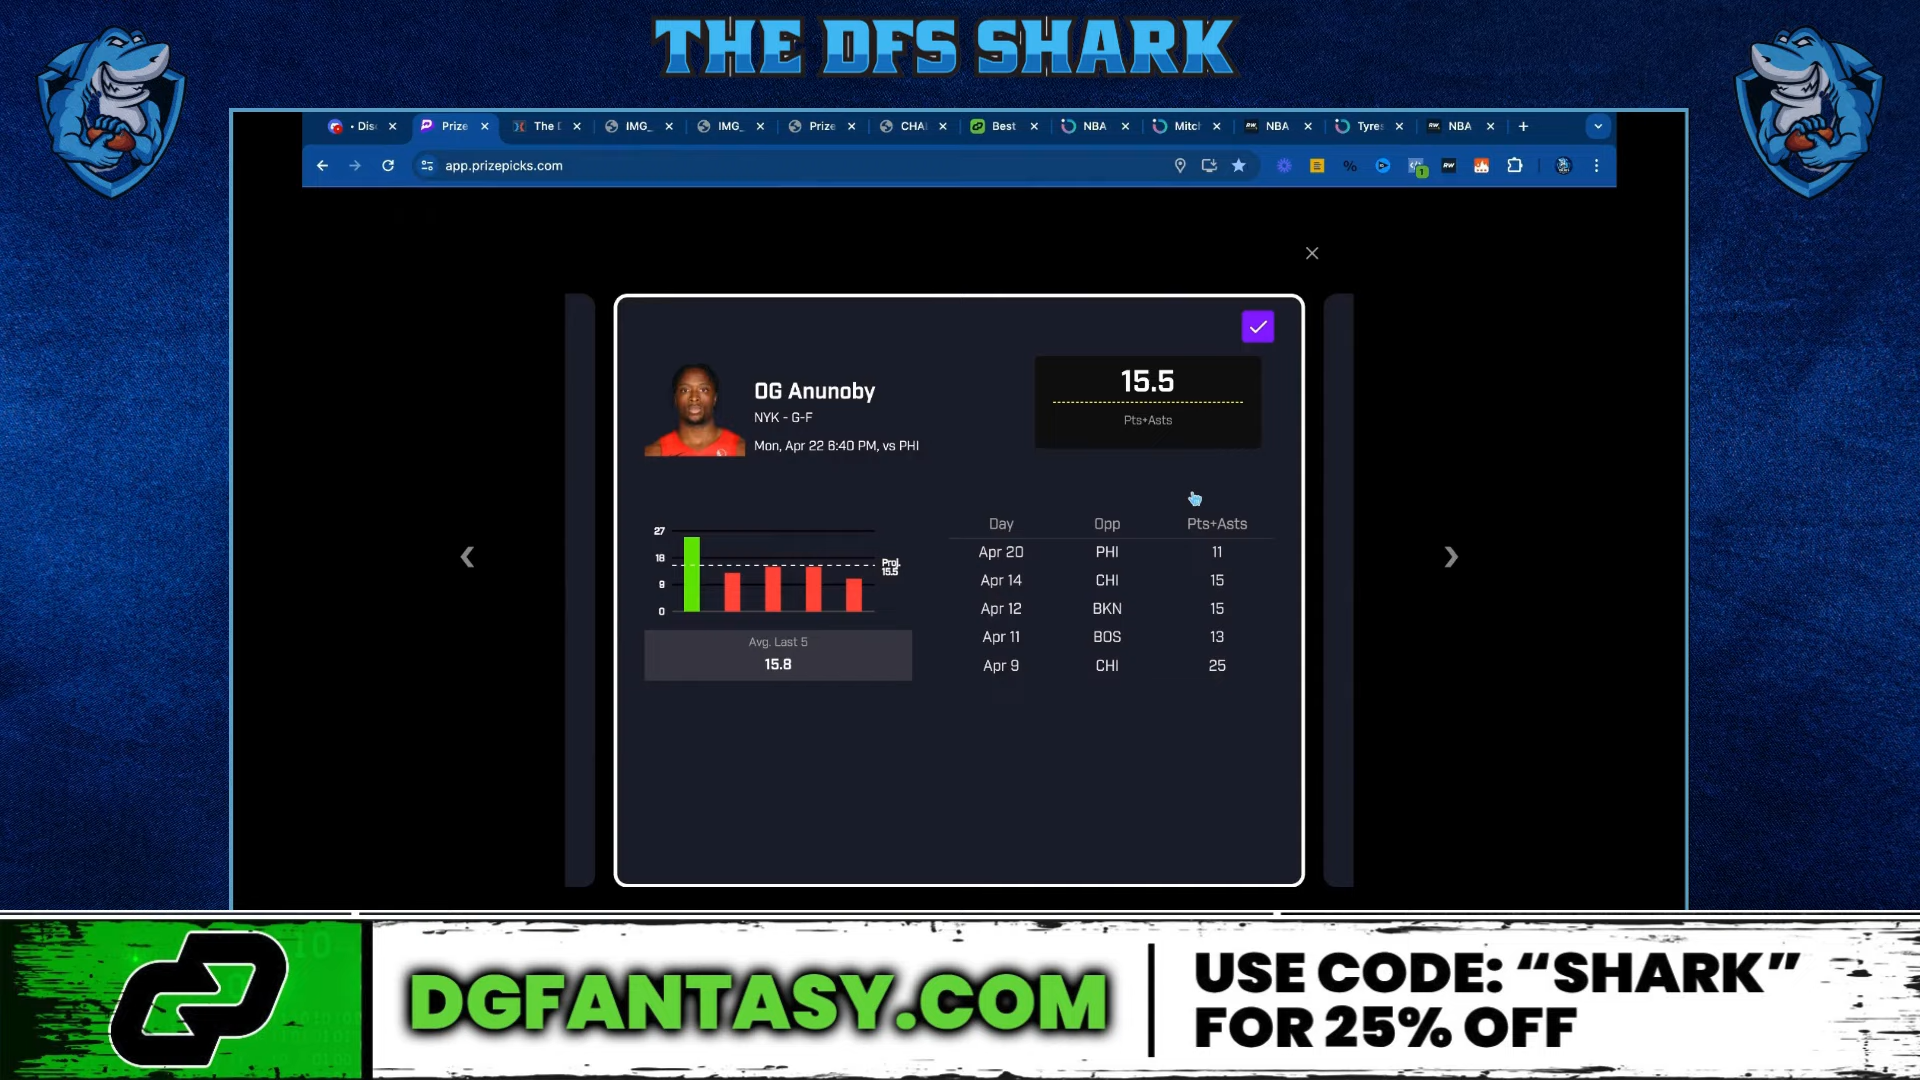 THE DFS SHARK
Dis
Prize
The
IMG_
IMG_
Prize
CHA
Best
NBA
Mitc
NBA
Tyre
NBA
app.prizepicks.com
1
OG Anunoby
NYK - G-F
Mon, Apr 22 6:40 PM, vs PHI
15.5
Pts+Asts
27
18
9
0
Proj.
15.5
Avg. Last 5
15.8
Day Opp Pts+Asts
Apr 20 PHI 11
Apr 14 CHI 15
Apr 12 BKN 15
Apr 11 BOS 13
Apr 9 CHI 25
DGFANTASY.COM
USE CODE: “SHARK”
FOR 25% OFF